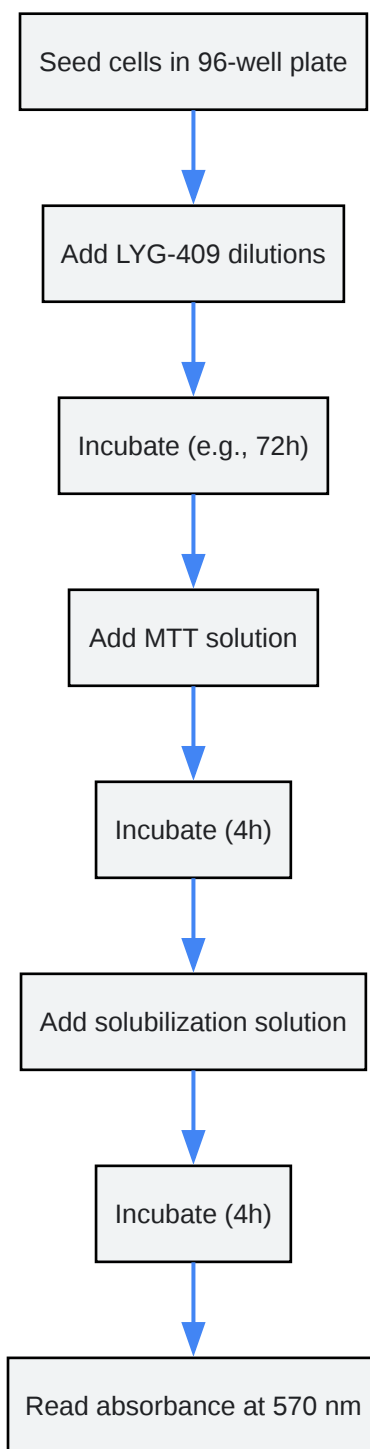 Seed cells in 96-well plate
Add LYG-409 dilutions
Incubate (e.g., 72h)
Add MTT solution
Incubate (4h)
Add solubilization solution
Incubate (4h)
Read absorbance at 570 nm